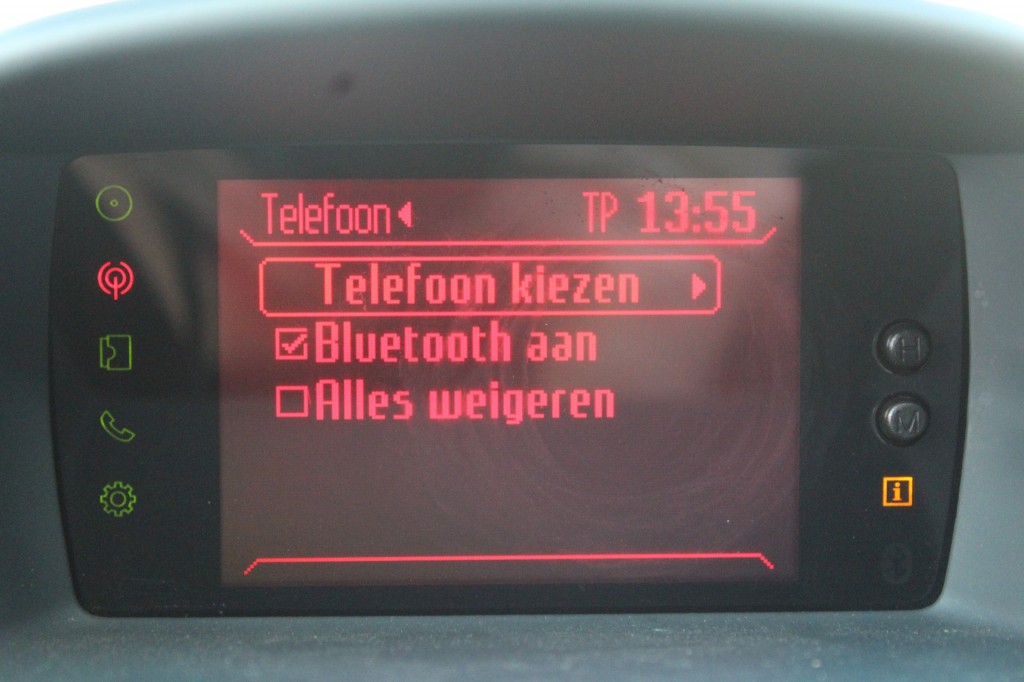 Telefoon TP 13:55
Telefoon kiezen
Bluetooth aan
Alles weigeren
H
M
i